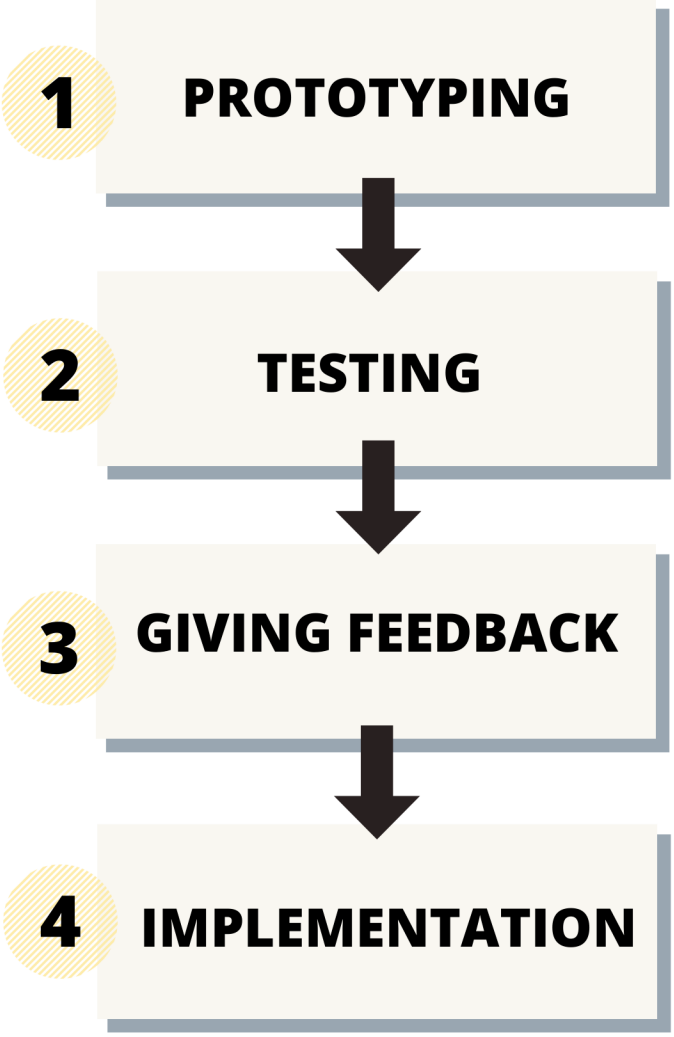 1
PROTOTYPING
2
TESTING
3
GIVING FEEDBACK
4
IMPLEMENTATION